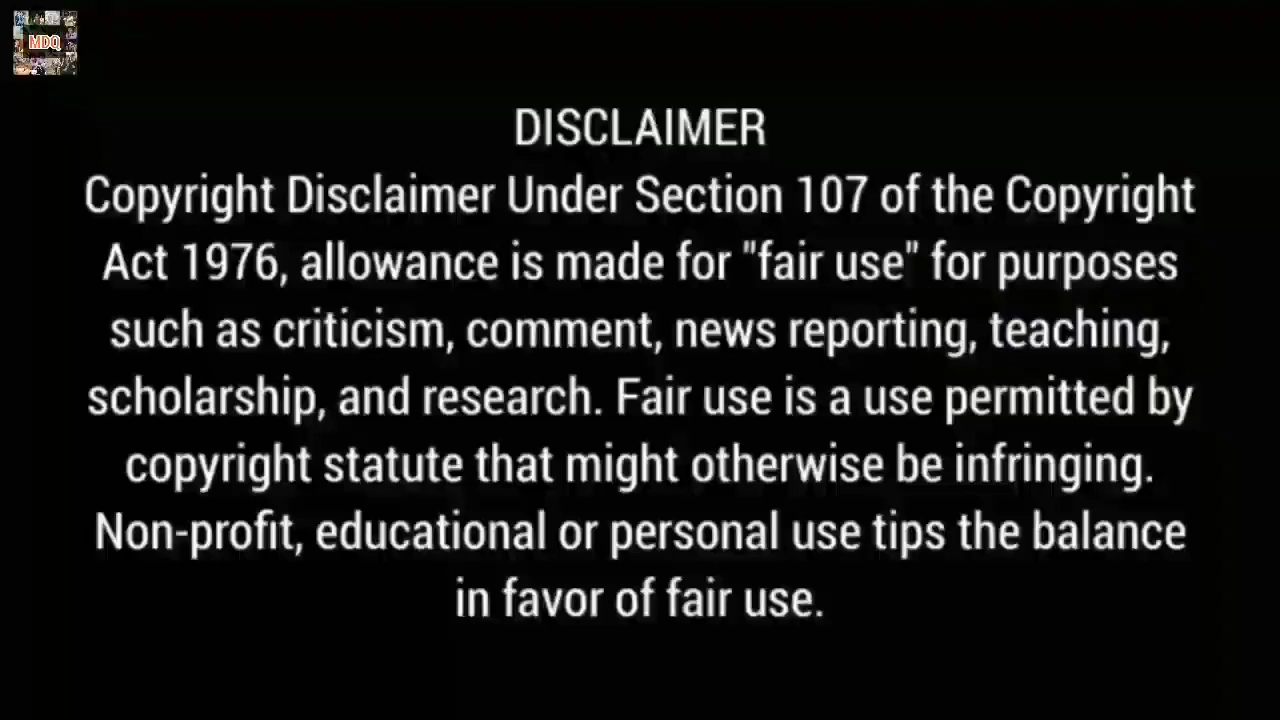 MDQ
DISCLAIMER
Copyright Disclaimer Under Section 107 of the Copyright
Act 1976, allowance is made for "fair use" for purposes
such as criticism, comment, news reporting, teaching,
scholarship, and research. Fair use is a use permitted by
copyright statute that might otherwise be infringing.
Non-profit, educational or personal use tips the balance
in favor of fair use.